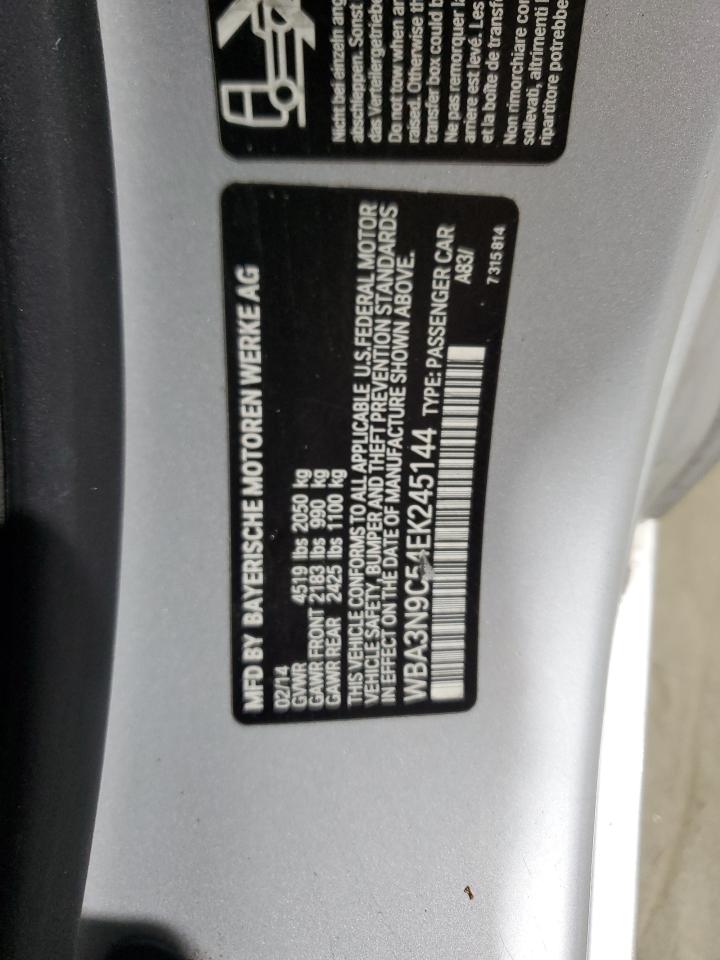 Nicht bei einzeln ang
abschleppen. Sonst
das Verteilergetriebe
Do not tow when an
raised. Otherwise the
transfer box could b
Ne pas remorquer la
arrière est levé. Les
et la boîte de transf
Non rimorchiare con
sollevati, altrimenti
ripartitore potrebbe
MFD BY BAYERISCHE MOTOREN WERKE AG
02/14
GVWR 4519 lbs 2050 kg
GAWR FRONT 2183 lbs 990 kg
GAWR REAR 2425 lbs 1100 kg
THIS VEHICLE CONFORMS TO ALL APPLICABLE U.S.FEDERAL MOTOR
VEHICLE SAFETY, BUMPER AND THEFT PREVENTION STANDARDS
IN EFFECT ON THE DATE OF MANUFACTURE SHOWN ABOVE.
WBA3N9C54EK245144 TYPE: PASSENGER CAR
A83/
7 315 814